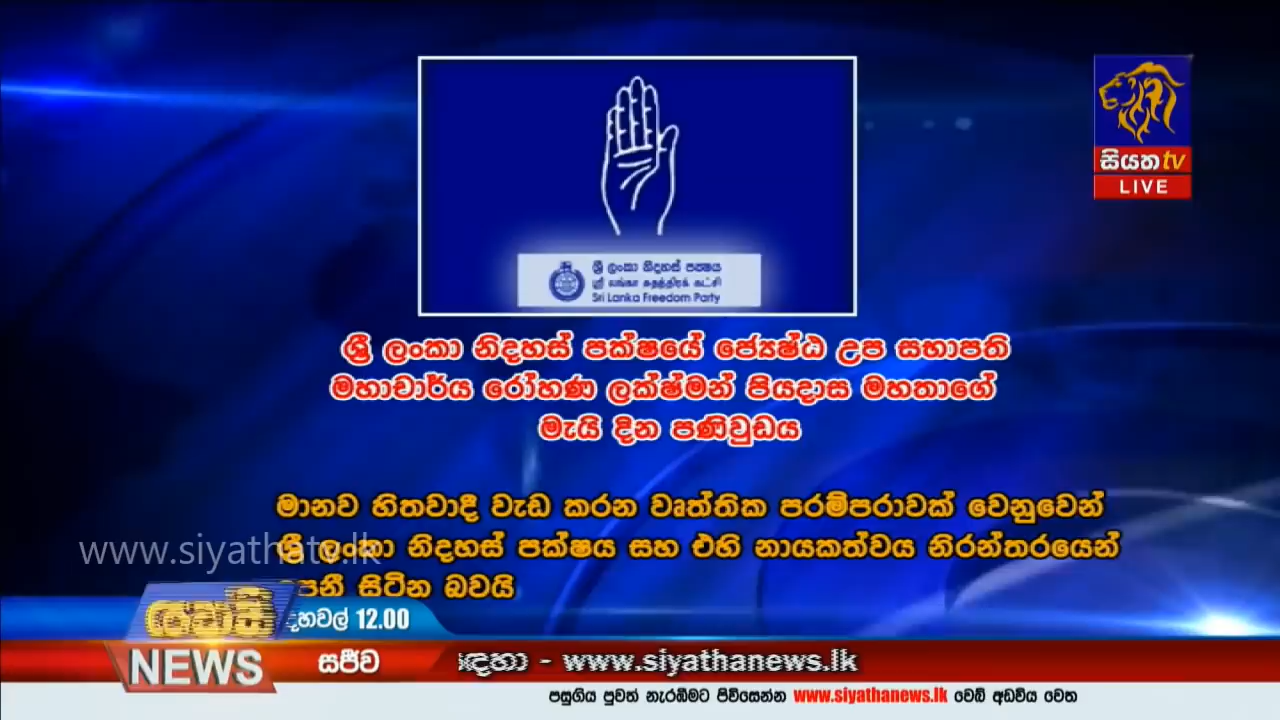 සියත tv
LIVE
ශ්‍රී ලංකා නිදහස් පක්ෂය
Sri Lanka Freedom Party
ශ්‍රී ලංකා නිදහස් පක්ෂයේ ජ්‍යෙෂ්ඨ උප සභාපති
මහාචාර්ය රෝහණ ලක්ෂ්මන් පියදාස මහතාගේ
මැයි දින පණිවුඩය
මානව හිතවාදී වැඩ කරන වෘත්තික පරම්පරාවක් වෙනුවෙන්
ශ්‍රී ලංකා නිදහස් පක්ෂය සහ එහි නායකත්වය නිරන්තරයෙන්
සිටින බවයි
www.siyathatv.lk
දහවල් 12.00
NEWS සජීව - www.siyathanews.lk
පසුගිය පුවත් නැරඹීමට පිවිසෙන්න www.siyathanews.lk වෙබ් අඩවිය වෙත